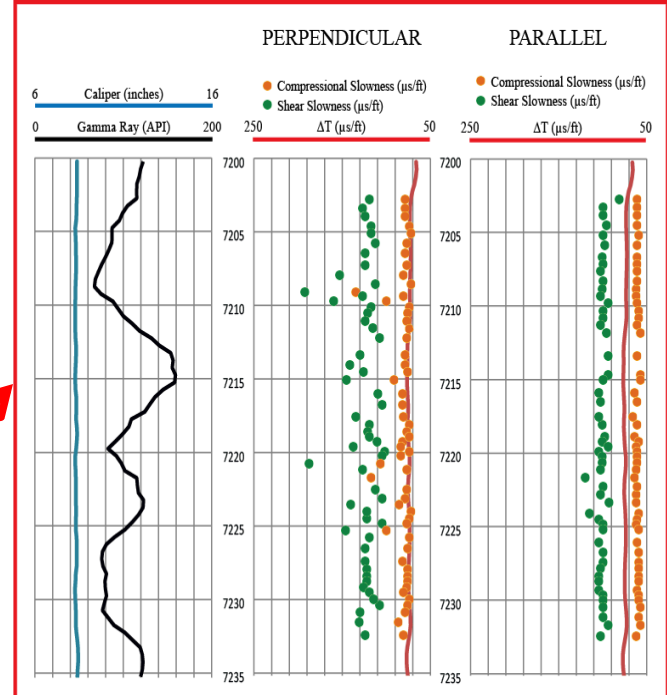 PERPENDICULAR PARALLEL
Compressional Slowness (µs/ft) Compressional Slowness (µs/ft)
6 Caliper (inches) 16
Shear Slowness (µs/ft) Shear Slowness (µs/ft)
0 Gamma Ray (API) 200
250 ΔT (µs/ft) 50 250 ΔT (µs/ft) 50
7200 7200
7205 7205
7210 7210
7215 7215
7220 7220
7225 7225
7230 7230
7235 7235